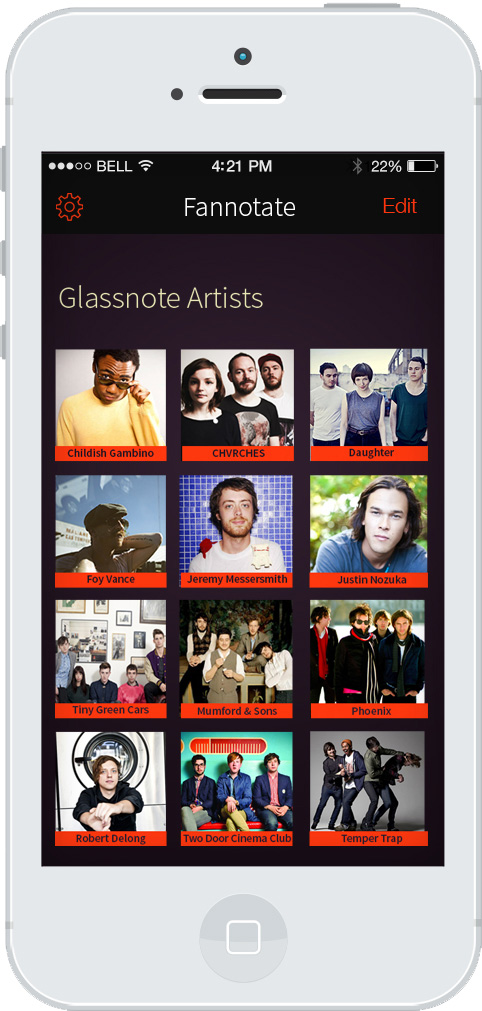 BELL 4:21 PM 22%
Fannotate Edit
Glassnote Artists
Childish Gambino CHVRCHES Daughter
Foy Vance Jeremy Messersmith Justin Nozuka
Tiny Green Cars Mumford & Sons Phoenix
Robert Delong Two Door Cinema Club Temper Trap